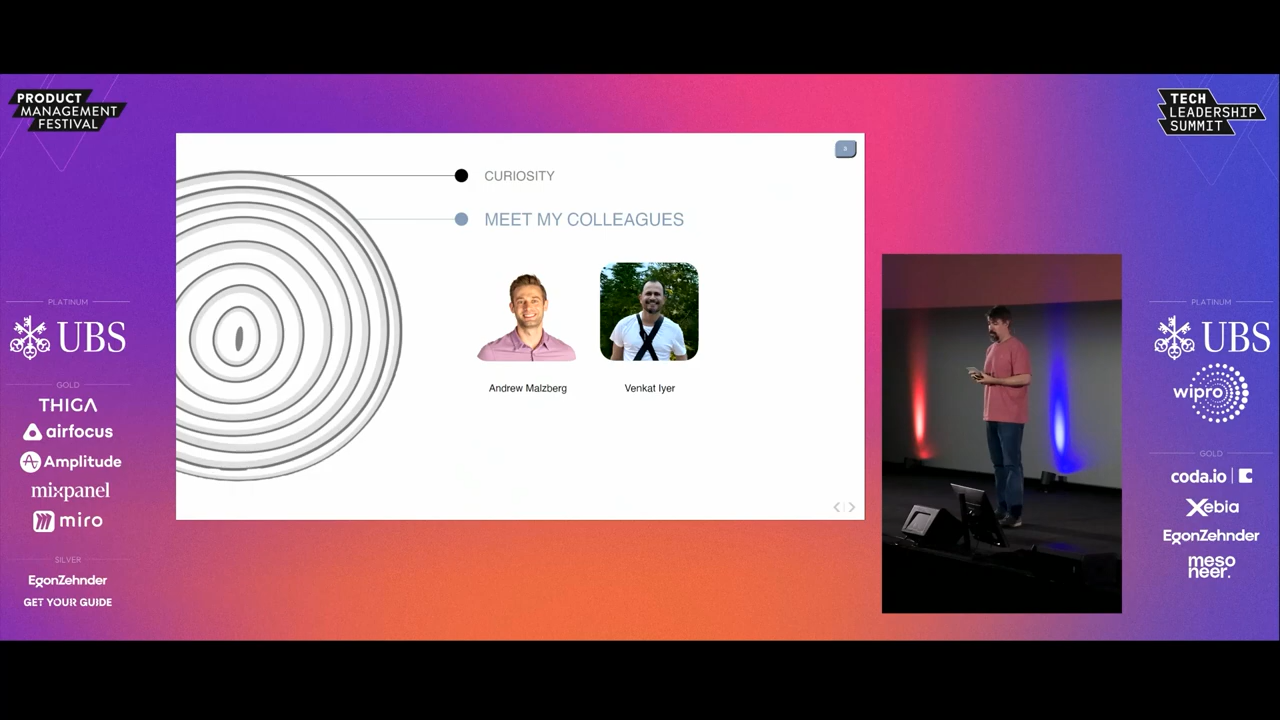 PRODUCT
MANAGEMENT
FESTIVAL
TECH
LEADERSHIP
SUMMIT
3
CURIOSITY
MEET MY COLLEAGUES
Andrew Malzberg
Venkat Iyer
PLATINUM
UBS
GOLD
THIGA
airfocus
Amplitude
mixpanel
miro
SILVER
EgonZehnder
GET YOUR GUIDE
PLATINUM
UBS
wipro
GOLD
coda.io
Xebia
EgonZehnder
meso
neer.